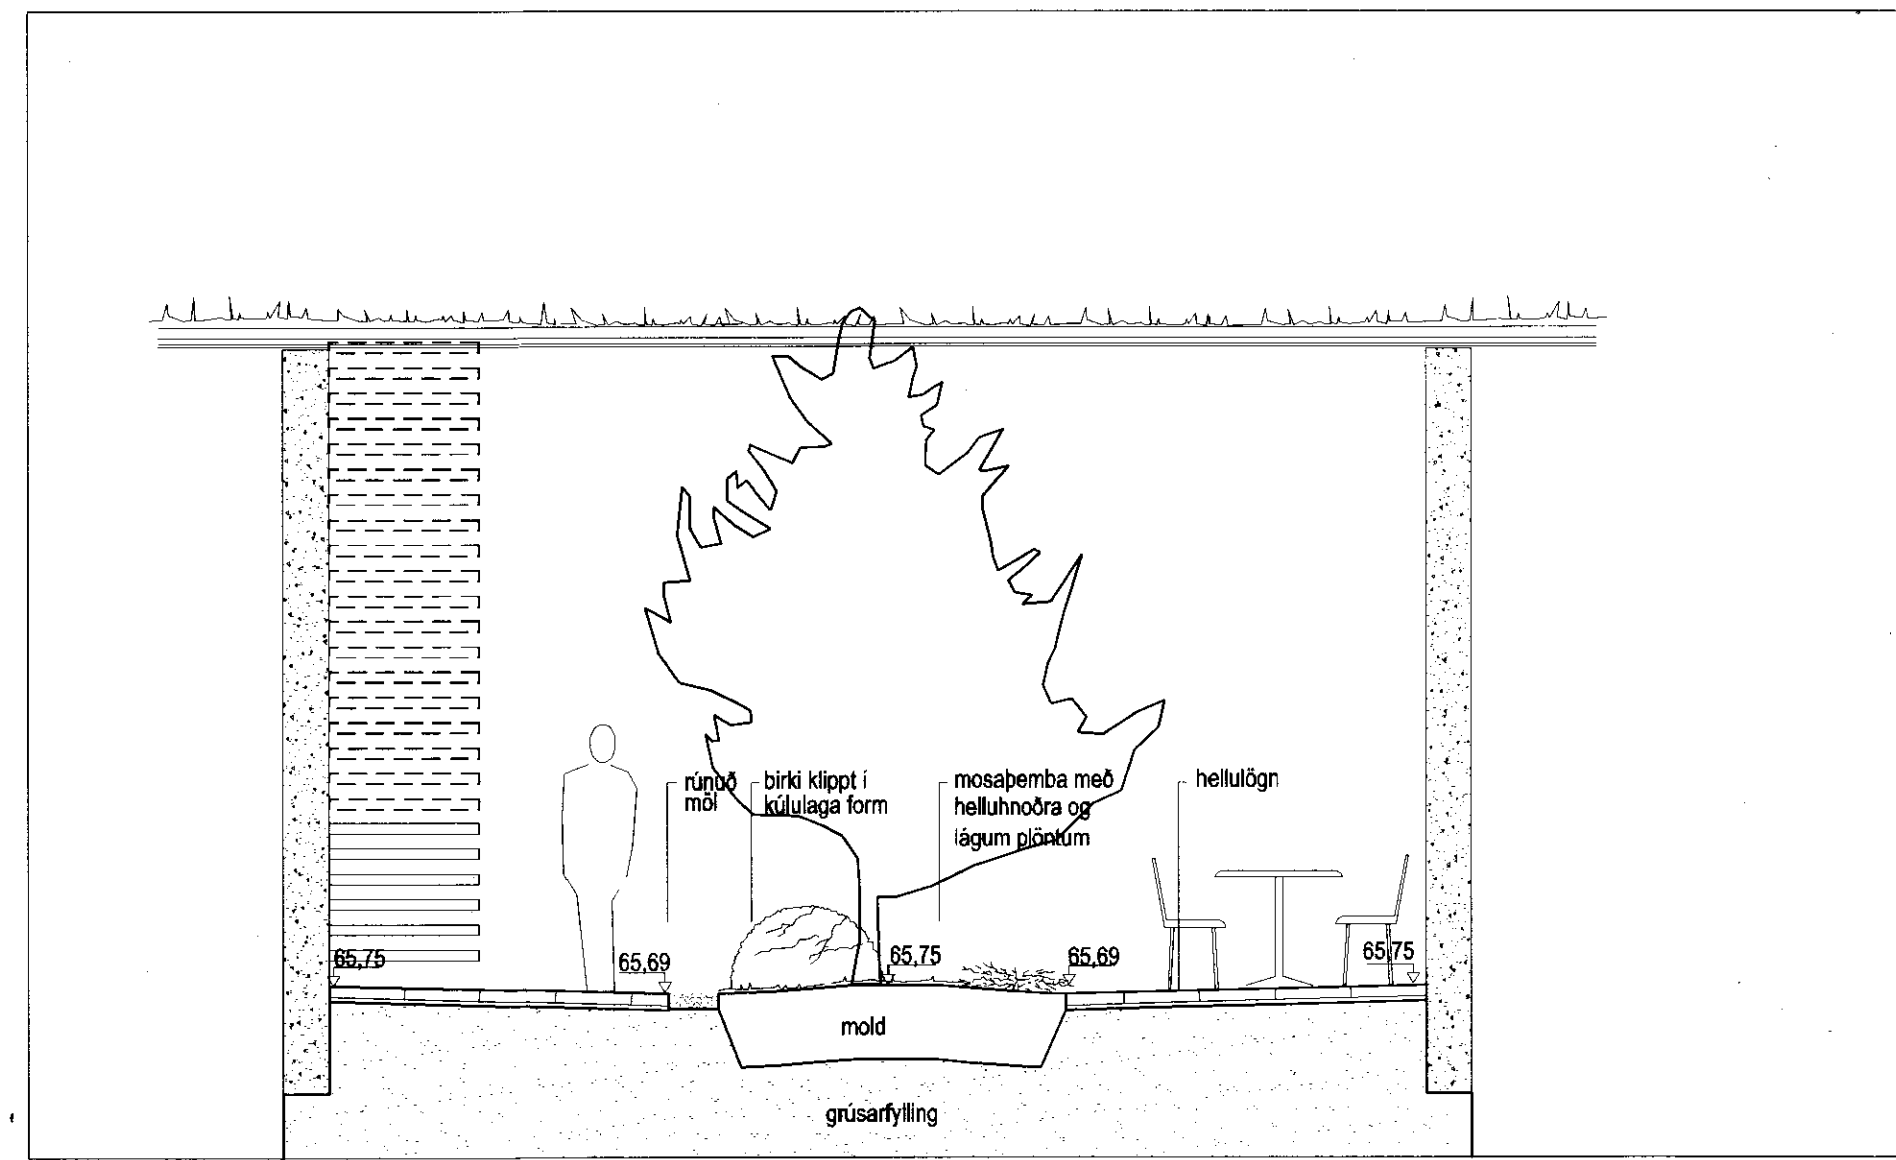 rúnuð
möl
birki klippt í
kúlulaga form
mosaþemba með
helluhnoðra og
lágum plöntum
hellulögn
65,75
65,69
65,75
65,69
65,75
mold
grúsarfylling